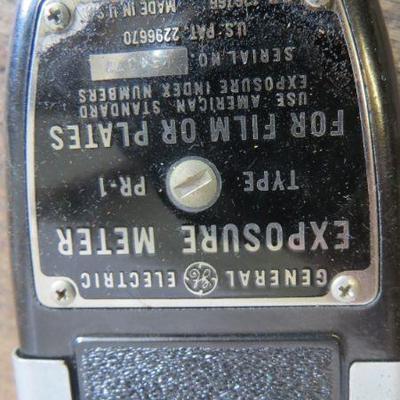 GENERAL GE ELECTRIC
EXPOSURE METER
TYPE PR-1
FOR FILM OR PLATES
USE AMERICAN STANDARD
EXPOSURE INDEX NUMBERS
SERIAL NO.
U.S. PAT. 2296670
MADE IN U.S.